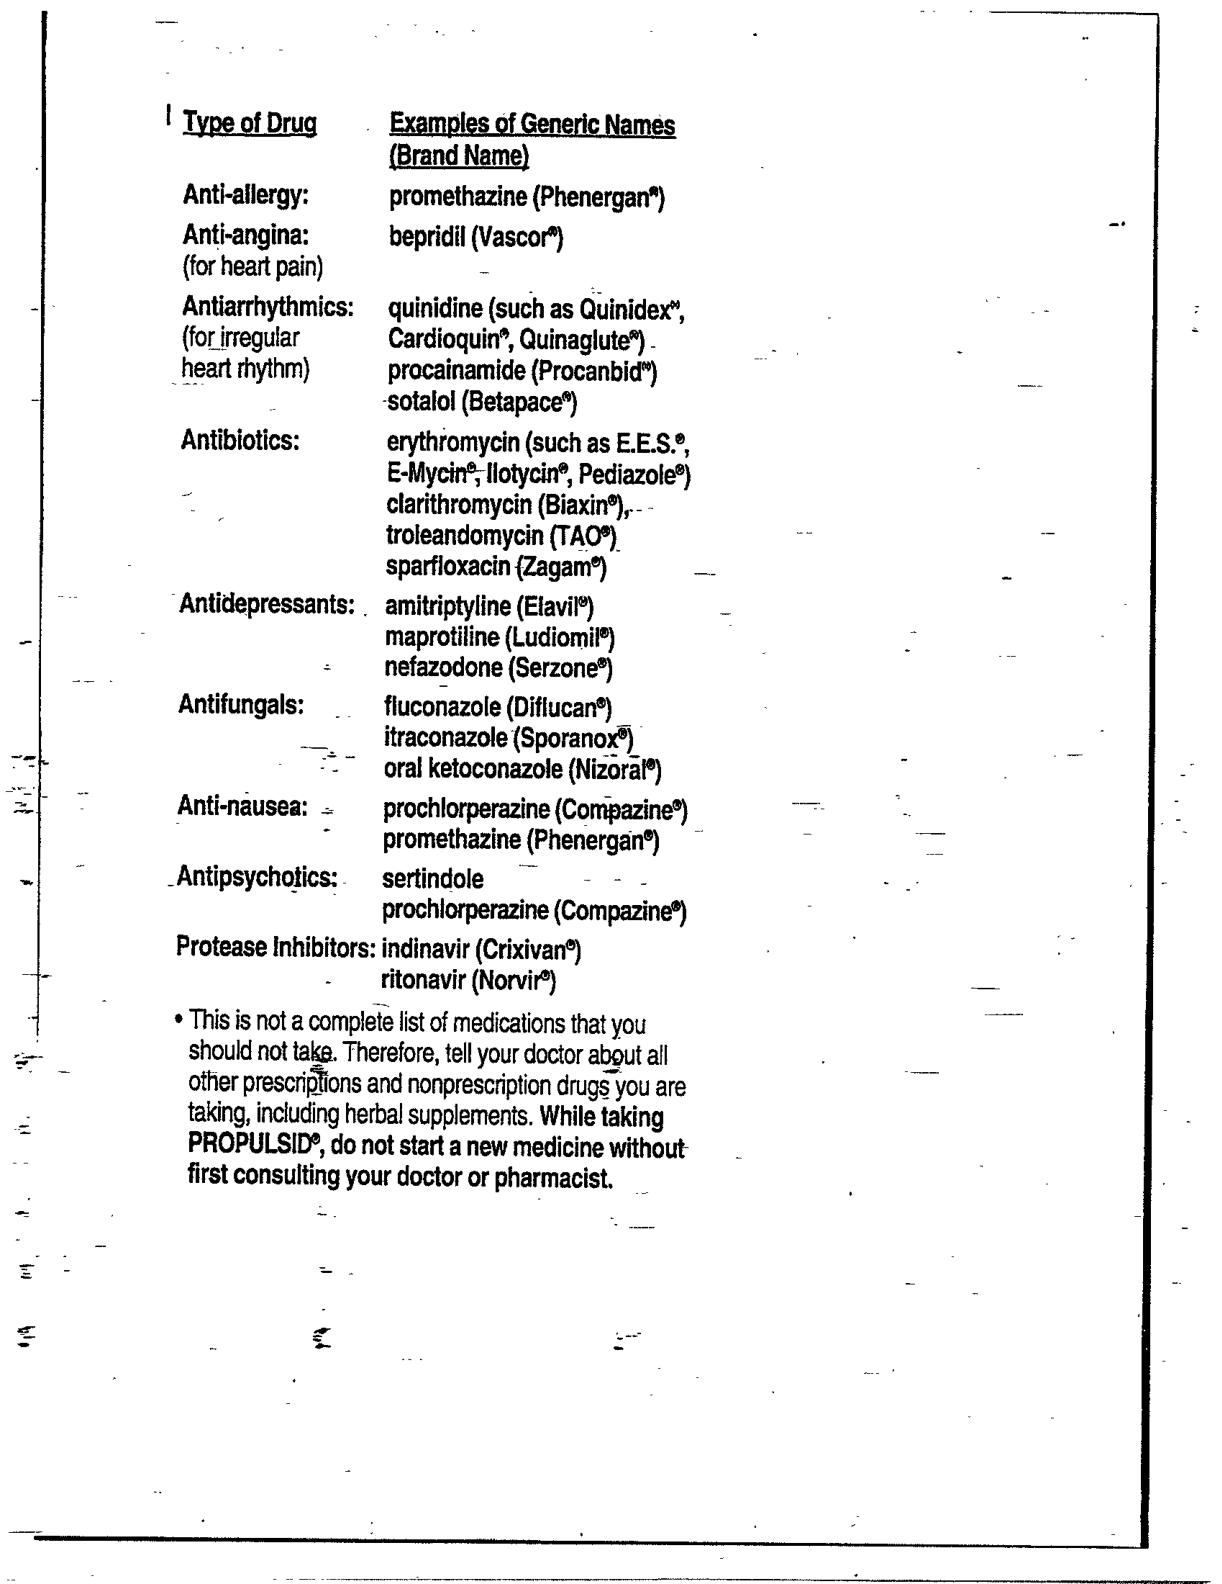 Type of Drug Examples of Generic Names
(Brand Name)
Anti-allergy: promethazine (Phenergan®)
Anti-angina: bepridil (Vascor®)
(for heart pain)
Antiarrhythmics: quinidine (such as Quinidex®,
(for irregular Cardioquin®, Quinaglute®)
heart rhythm) procainamide (Procanbid®)
sotalol (Betapace®)
Antibiotics: erythromycin (such as E.E.S.®,
E-Mycin®, Ilotycin®, Pediazole®)
clarithromycin (Biaxin®),
troleandomycin (TAO®)
sparfloxacin (Zagam®)
Antidepressants: amitriptyline (Elavil®)
maprotiline (Ludiomil®)
nefazodone (Serzone®)
Antifungals: fluconazole (Diflucan®)
itraconazole (Sporanox®)
oral ketoconazole (Nizoral®)
Anti-nausea: prochlorperazine (Compazine®)
promethazine (Phenergan®)
Antipsychotics: sertindole
prochlorperazine (Compazine®)
Protease Inhibitors: indinavir (Crixivan®)
ritonavir (Norvir®)
• This is not a complete list of medications that you
should not take. Therefore, tell your doctor about all
other prescriptions and nonprescription drugs you are
taking, including herbal supplements. While taking
PROPULSID®, do not start a new medicine without
first consulting your doctor or pharmacist.